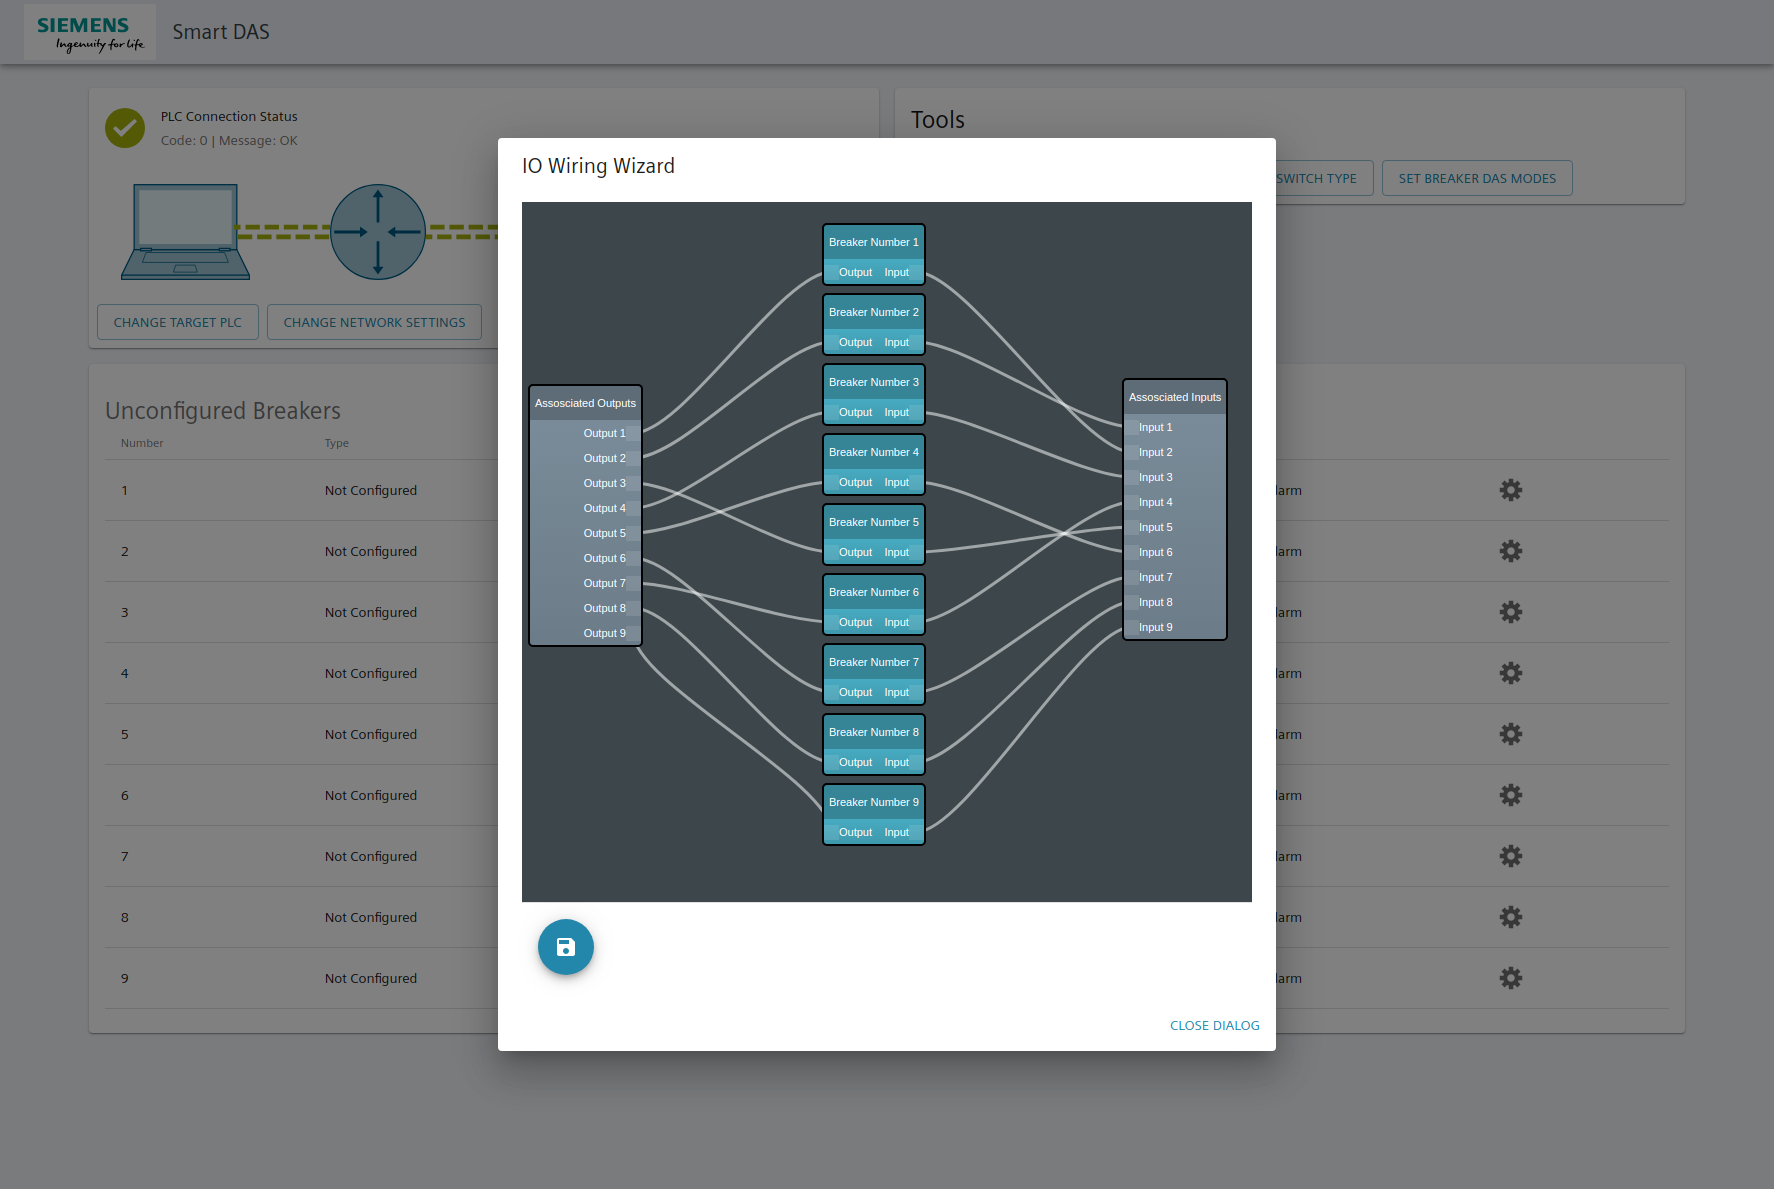 SIEMENS
Ingenuity for life
Smart DAS
PLC Connection Status
Code: 0 | Message: OK
CHANGE TARGET PLC
CHANGE NETWORK SETTINGS
Tools
SWITCH TYPE
SET BREAKER DAS MODES
Unconfigured Breakers
Number
Type
1
Not Configured
larm
2
Not Configured
larm
3
Not Configured
larm
4
Not Configured
larm
5
Not Configured
larm
6
Not Configured
larm
7
Not Configured
larm
8
Not Configured
larm
9
Not Configured
larm
IO Wiring Wizard
Assosciated Outputs
Output 1
Output 2
Output 3
Output 4
Output 5
Output 6
Output 7
Output 8
Output 9
Breaker Number 1
Output Input
Breaker Number 2
Output Input
Breaker Number 3
Output Input
Breaker Number 4
Output Input
Breaker Number 5
Output Input
Breaker Number 6
Output Input
Breaker Number 7
Output Input
Breaker Number 8
Output Input
Breaker Number 9
Output Input
Assosciated Inputs
Input 1
Input 2
Input 3
Input 4
Input 5
Input 6
Input 7
Input 8
Input 9
CLOSE DIALOG